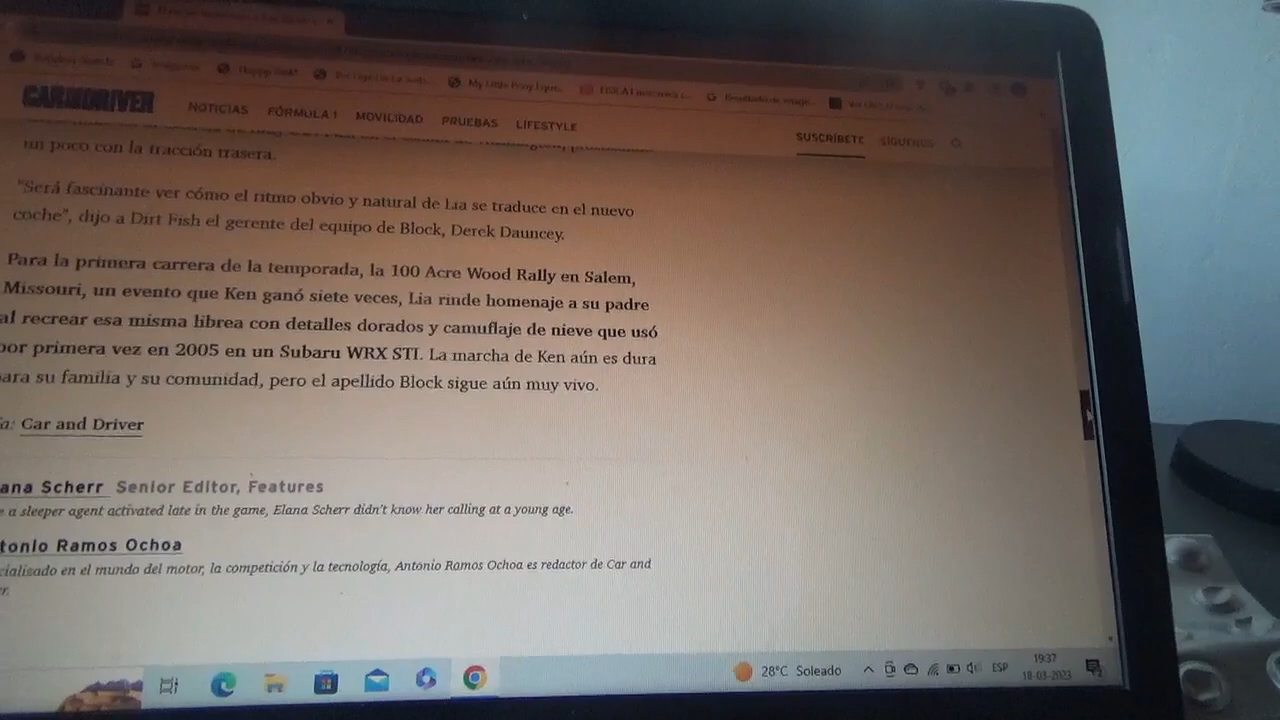 CAR AND DRIVER
NOTICIAS FÓRMULA 1 MOVILIDAD PRUEBAS LIFESTYLE
SUSCRÍBETE SÍGUENOS
un poco con la tracción trasera.
"Será fascinante ver cómo el ritmo obvio y natural de Lia se traduce en el nuevo
coche", dijo a Dirt Fish el gerente del equipo de Block, Derek Dauncey.
Para la primera carrera de la temporada, la 100 Acre Wood Rally en Salem,
Missouri, un evento que Ken ganó siete veces, Lia rinde homenaje a su padre
al recrear esa misma librea con detalles dorados y camuflaje de nieve que usó
por primera vez en 2005 en un Subaru WRX STI. La marcha de Ken aún es dura
para su familia y su comunidad, pero el apellido Block sigue aún muy vivo.
Car and Driver
ana Scherr Senior Editor, Features
e a sleeper agent activated late in the game, Elana Scherr didn't know her calling at a young age.
tonio Ramos Ochoa
cialisado en el mundo del motor, la competición y la tecnología, Antonio Ramos Ochoa es redactor de Car and
er.
28°C Soleado
ESP
19:37
18-03-2023